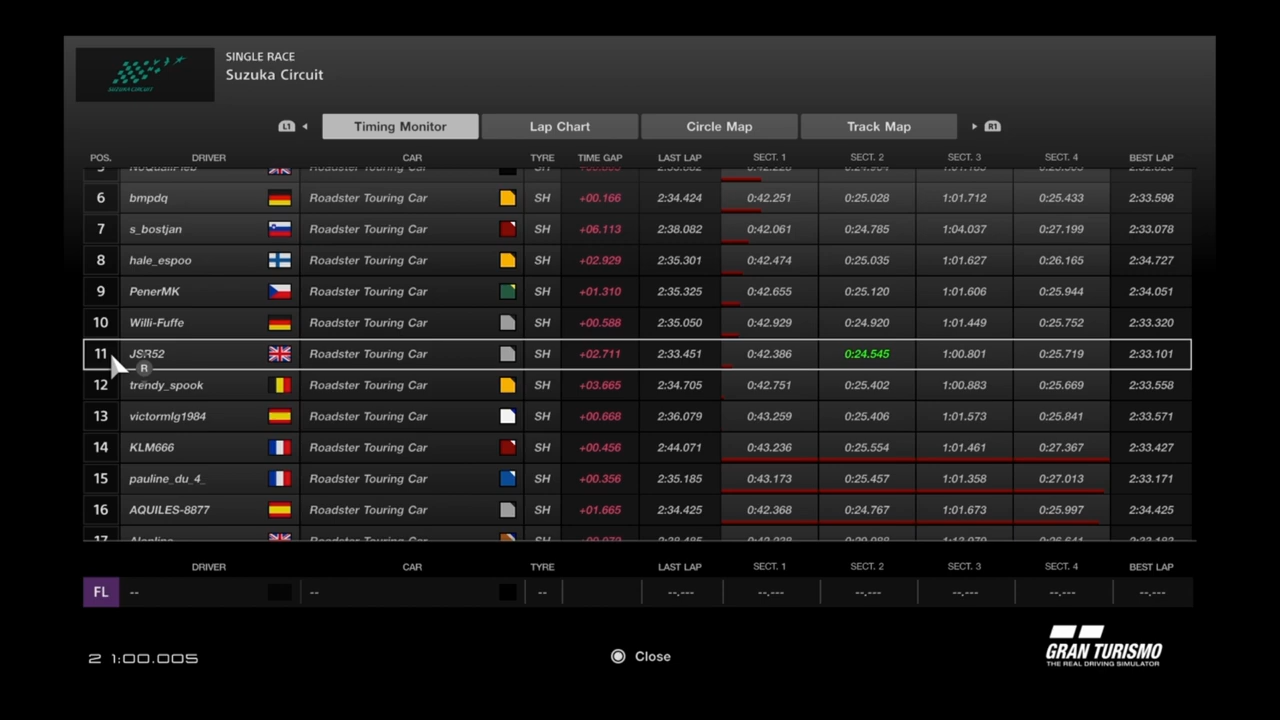 SINGLE RACE
Suzuka Circuit
SUZUKA CIRCUIT
L1 Timing Monitor Lap Chart Circle Map Track Map R1
POS. DRIVER CAR TYRE TIME GAP LAST LAP SECT. 1 SECT. 2 SECT. 3 SECT. 4 BEST LAP
6 bmpdq Roadster Touring Car SH +00.166 2:34.424 0:42.251 0:25.028 1:01.712 0:25.433 2:33.598
7 s_bostjan Roadster Touring Car SH +06.113 2:38.082 0:42.061 0:24.785 1:04.037 0:27.199 2:33.078
8 hale_espoo Roadster Touring Car SH +02.929 2:35.301 0:42.474 0:25.035 1:01.627 0:26.165 2:34.727
9 PenerMK Roadster Touring Car SH +01.310 2:35.325 0:42.655 0:25.120 1:01.606 0:25.944 2:34.051
10 Willi-Fuffe Roadster Touring Car SH +00.588 2:35.050 0:42.929 0:24.920 1:01.449 0:25.752 2:33.320
11 JSR52 Roadster Touring Car SH +02.711 2:33.451 0:42.386 0:24.545 1:00.801 0:25.719 2:33.101
R
12 trendy_spook Roadster Touring Car SH +03.665 2:34.705 0:42.751 0:25.402 1:00.883 0:25.669 2:33.558
13 victormlg1984 Roadster Touring Car SH +00.668 2:36.079 0:43.259 0:25.406 1:01.573 0:25.841 2:33.571
14 KLM666 Roadster Touring Car SH +00.456 2:44.071 0:43.236 0:25.554 1:01.461 0:27.367 2:33.427
15 pauline_du_4_ Roadster Touring Car SH +00.356 2:35.185 0:43.173 0:25.457 1:01.358 0:27.013 2:33.171
16 AQUILES-8877 Roadster Touring Car SH +01.665 2:34.425 0:42.368 0:24.767 1:01.673 0:25.997 2:34.425
17 Roadster Touring Car SH
DRIVER CAR TYRE LAST LAP SECT. 1 SECT. 2 SECT. 3 SECT. 4 BEST LAP
FL -- -- -- --.--- --.--- --.--- --.--- --.--- --.---
2 1:00.005
Close
GRAN TURISMO
THE REAL DRIVING SIMULATOR